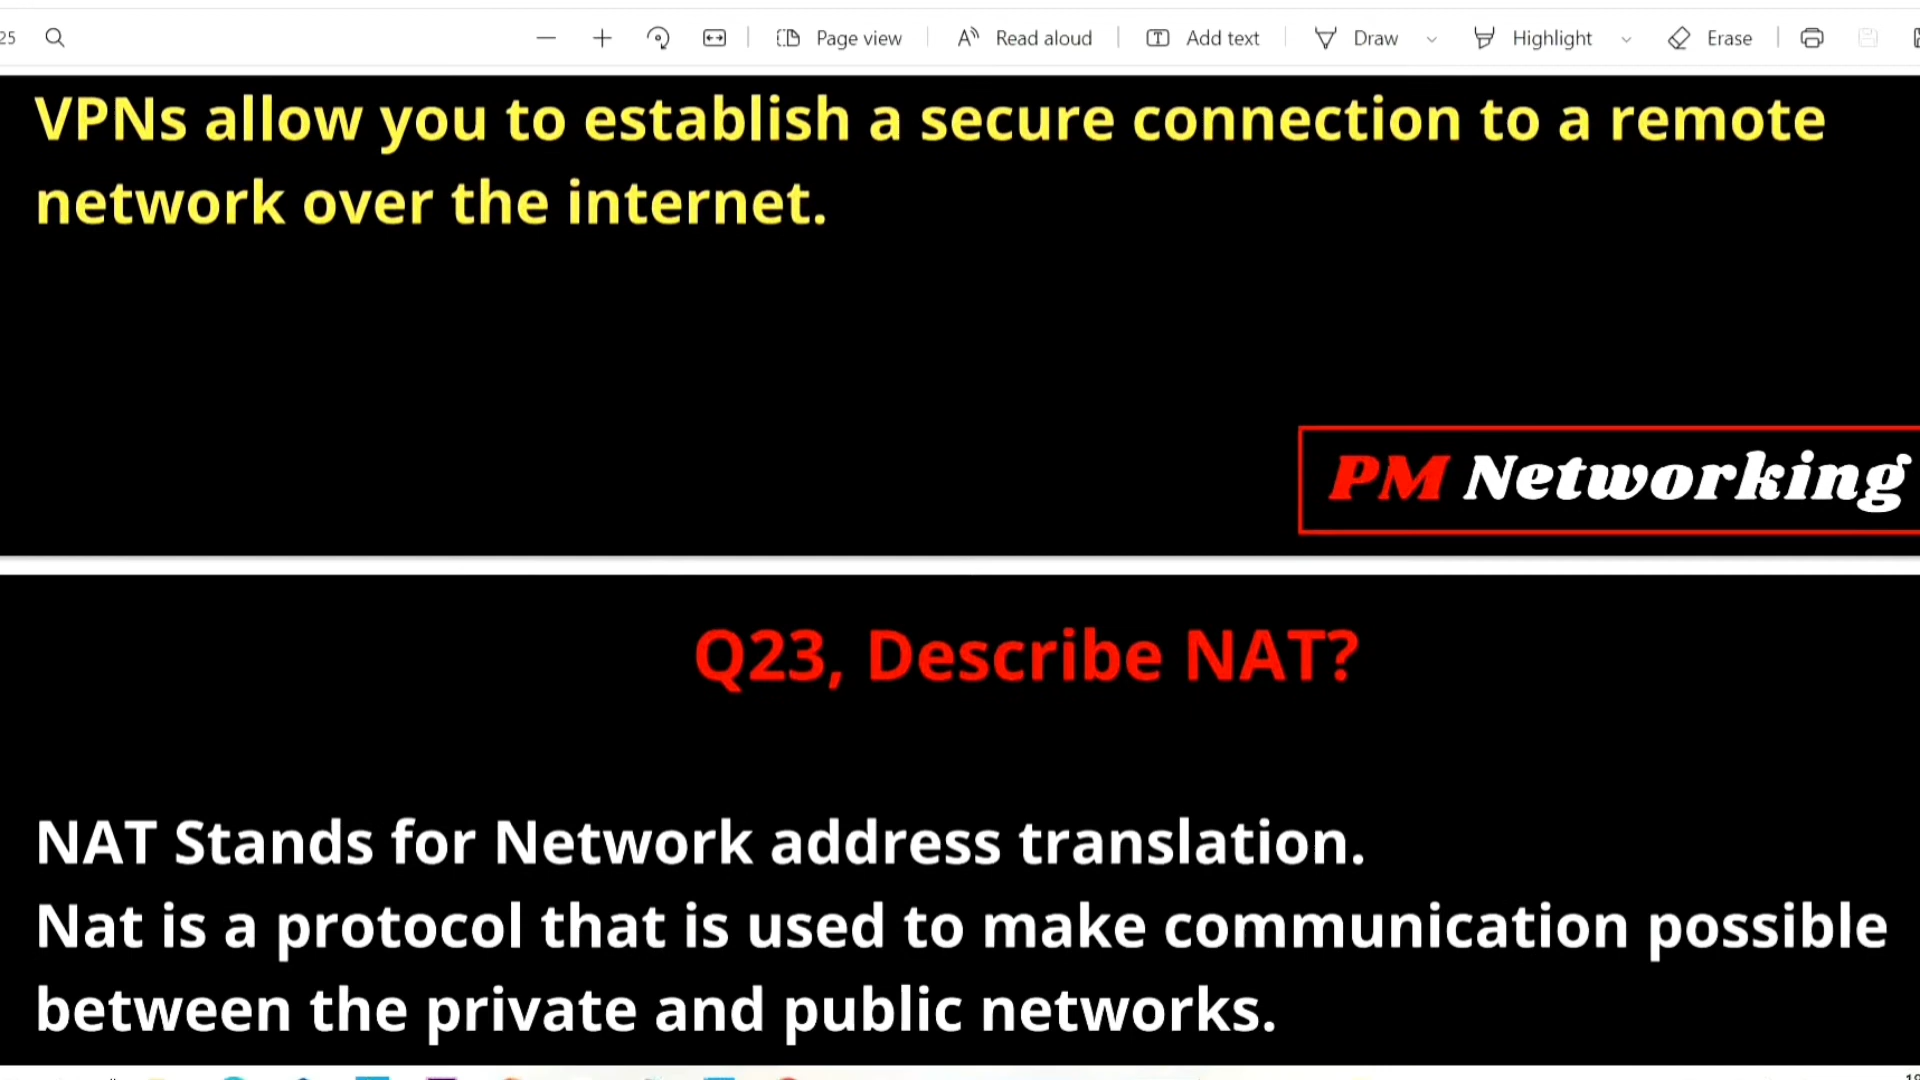 25
Page view
Read aloud
Add text
Draw
Highlight
Erase
VPNs allow you to establish a secure connection to a remote
network over the internet.
PM Networking
Q23, Describe NAT?
NAT Stands for Network address translation.
Nat is a protocol that is used to make communication possible
between the private and public networks.